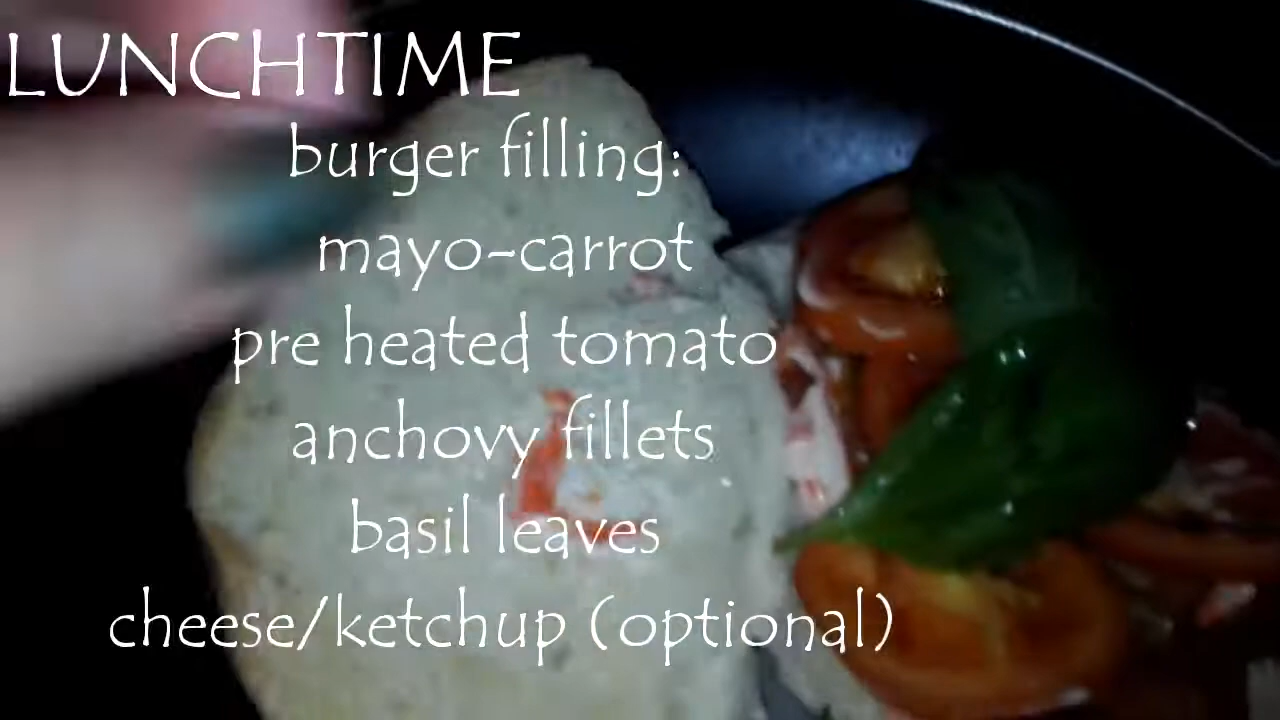 LUNCHTIME
burger filling:
mayo-carrot
pre heated tomato
anchovy fillets
basil leaves
cheese/ketchup (optional)